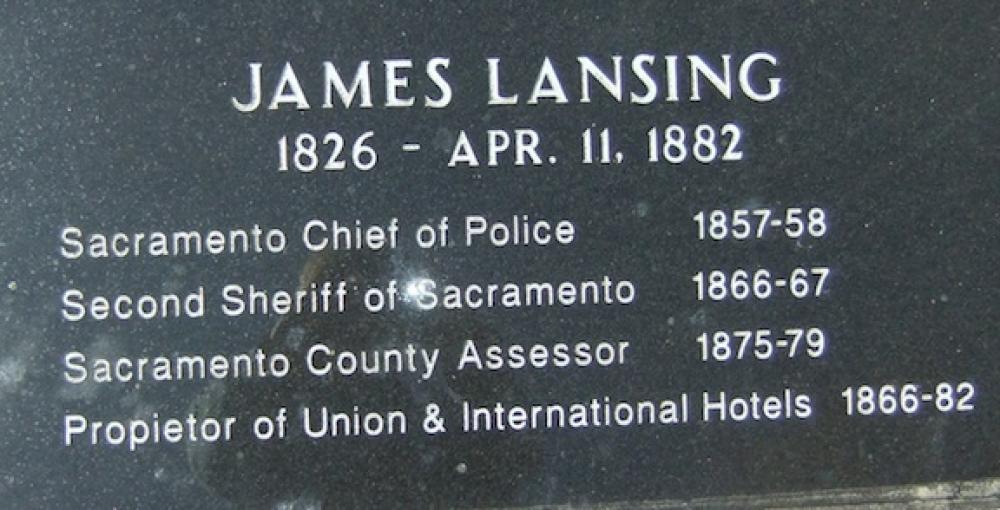 JAMES LANSING
1826 - APR. 11, 1882
Sacramento Chief of Police 1857-58
Second Sheriff of Sacramento 1866-67
Sacramento County Assessor 1875-79
Propietor of Union & International Hotels 1866-82